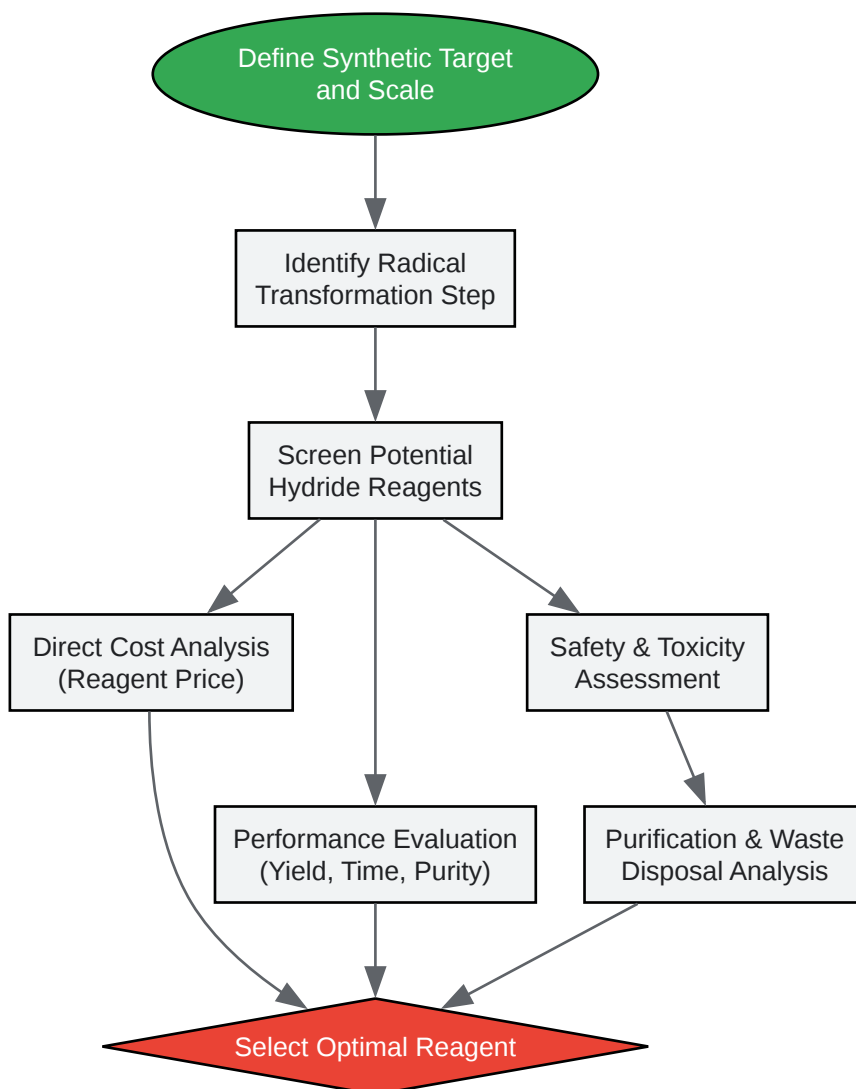 Define Synthetic Target
and Scale
Identify Radical
Transformation Step
Screen Potential
Hydride Reagents
Direct Cost Analysis
(Reagent Price)
Safety & Toxicity
Assessment
Performance Evaluation
(Yield, Time, Purity)
Purification & Waste
Disposal Analysis
Select Optimal Reagent